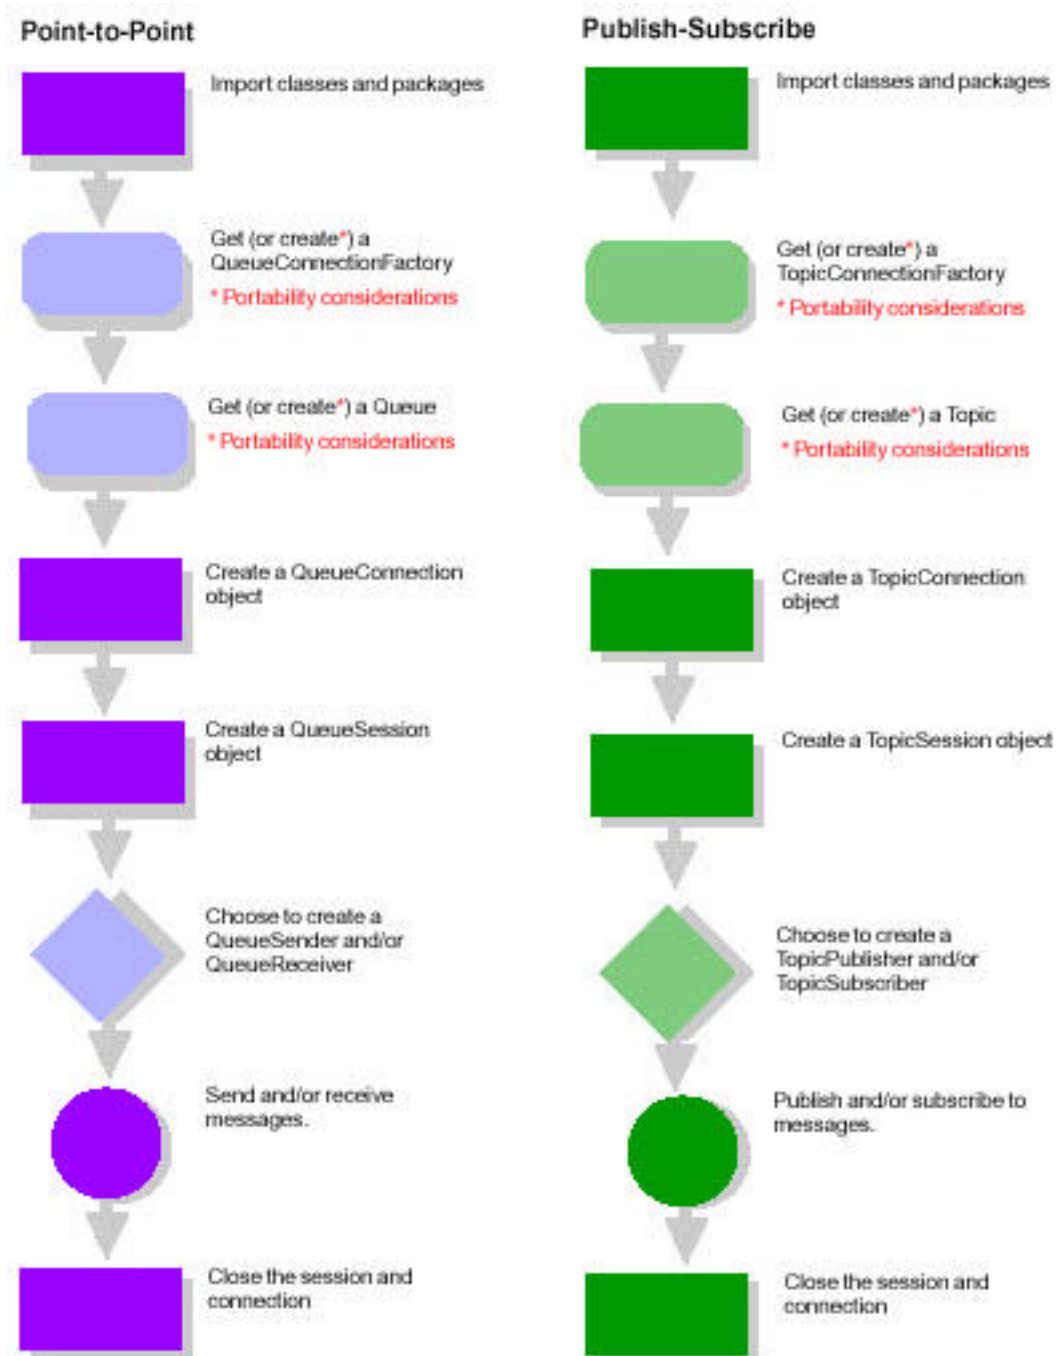 Point-to-Point
Import classes and packages
Get (or create*) a
QueueConnectionFactory
* Portability considerations
Get (or create*) a Queue
* Portability considerations
Create a QueueConnection
object
Create a QueueSession
object
Choose to create a
QueueSender and/or
QueueReceiver
Send and/or receive
messages.
Close the session and
connection
Publish-Subscribe
Import classes and packages
Get (or create*) a
TopicConnectionFactory
* Portability considerations
Get (or create*) a Topic
* Portability considerations
Create a TopicConnection
object
Create a TopicSession object
Choose to create a
TopicPublisher and/or
TopicSubscriber
Publish and/or subscribe to
messages.
Close the session and
connection